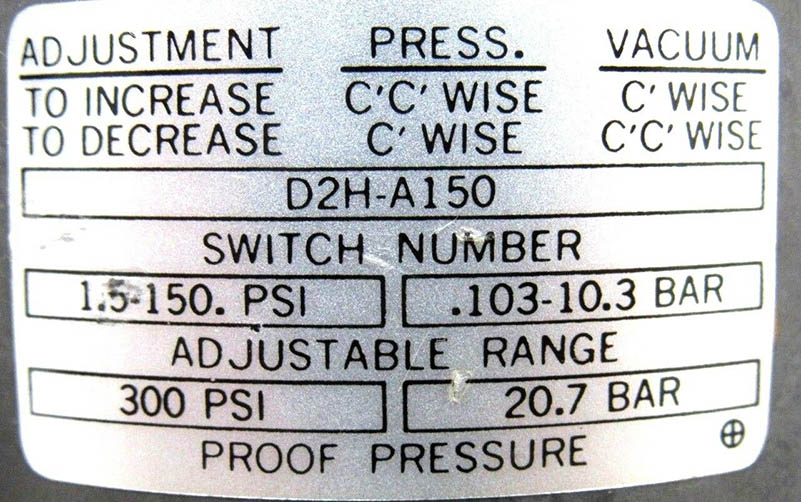 ADJUSTMENT PRESS. VACUUM
TO INCREASE C'C' WISE C' WISE
TO DECREASE C' WISE C'C' WISE
D2H-A150
SWITCH NUMBER
1.5-150. PSI .103-10.3 BAR
ADJUSTABLE RANGE
300 PSI 20.7 BAR
PROOF PRESSURE